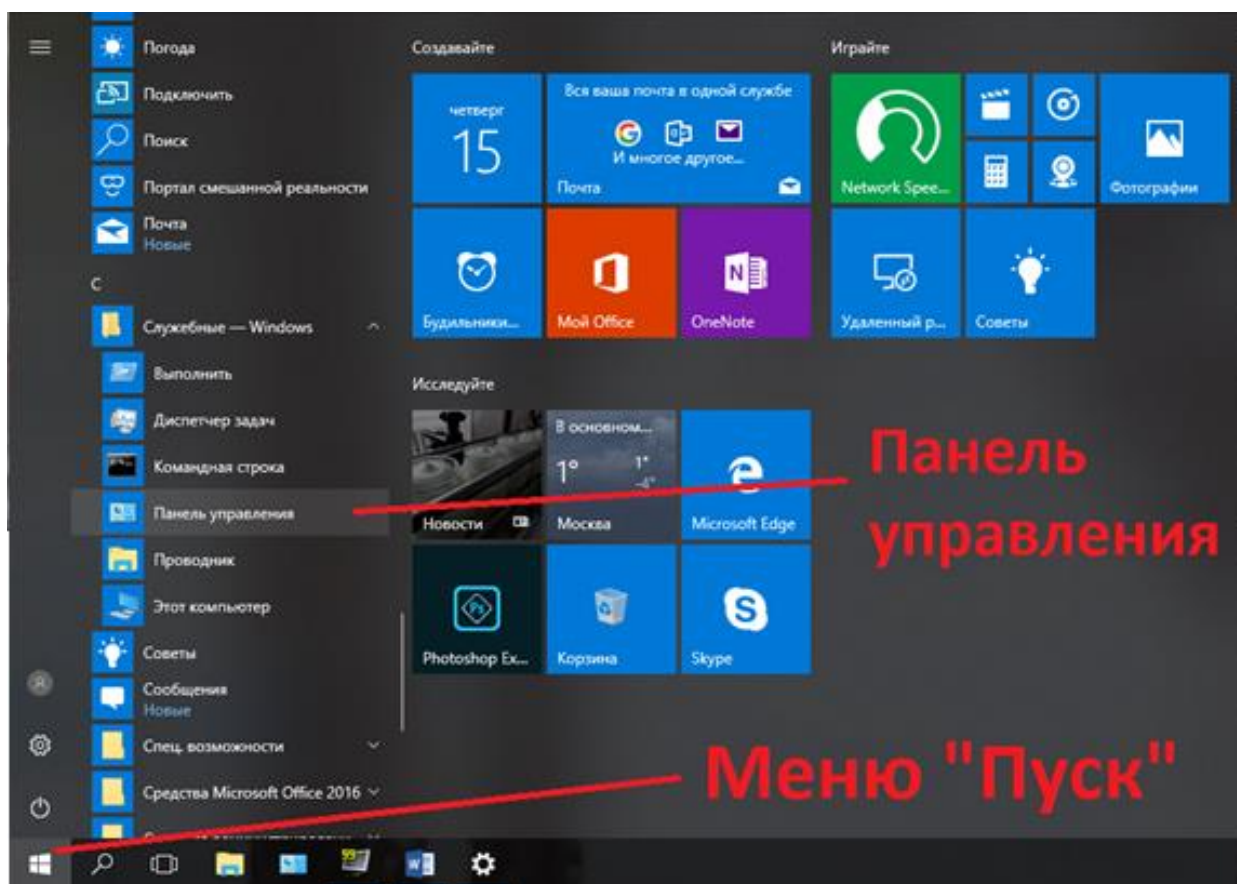 Погода
Подключить
Поиск
Портал смешанной реальности
Почта
Новые
С
Служебные — Windows
Выполнить
Диспетчер задач
Командная строка
Панель управления
Проводник
Этот компьютер
Советы
Сообщения
Новые
Спец. возможности
Средства Microsoft Office 2016
Создавайте
четверг
15
Вся ваша почта в одной службе
И многое другое...
Почта
Будильники...
Мой Office
OneNote
Играйте
Network Spee...
Фотографии
Удаленный р...
Советы
Исследуйте
Новости
В основном...
1°
1°
-4°
Москва
Microsoft Edge
Photoshop Ex...
Корзина
Skype
Панель
управления
Меню "Пуск"